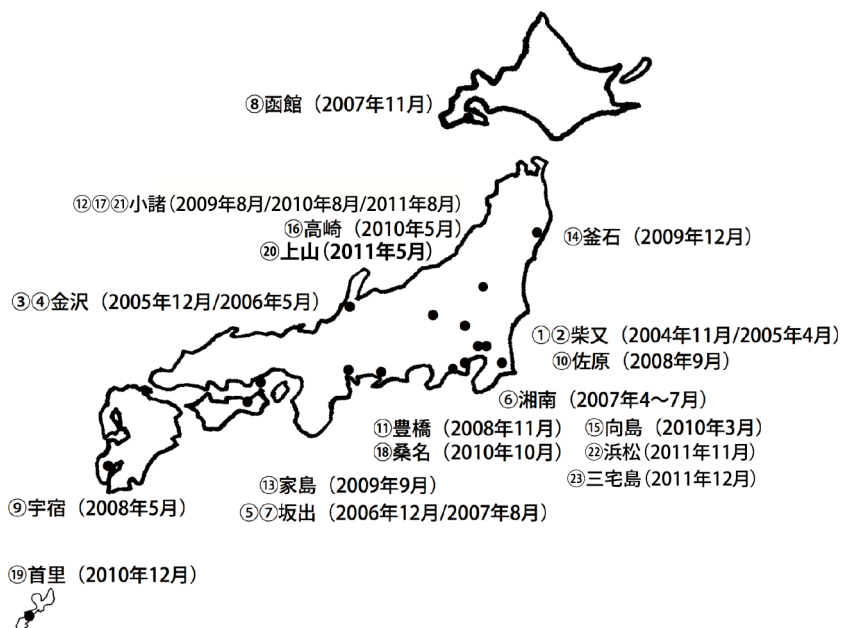 ⑧函館（2007年11月）
⑫⑰㉑小諸（2009年8月/2010年8月/2011年8月）
⑯高崎（2010年5月）
⑳上山（2011年5月）
⑭釜石（2009年12月）
③④金沢（2005年12月/2006年5月）
①②柴又（2004年11月/2005年4月）
⑩佐原（2008年9月）
⑥湘南（2007年4〜7月）
⑪豊橋（2008年11月）
⑮向島（2010年3月）
⑱桑名（2010年10月）
㉒浜松（2011年11月）
⑬家島（2009年9月）
㉓三宅島（2011年12月）
⑨宇宿（2008年5月）
⑤⑦坂出（2006年12月/2007年8月）
⑲首里（2010年12月）